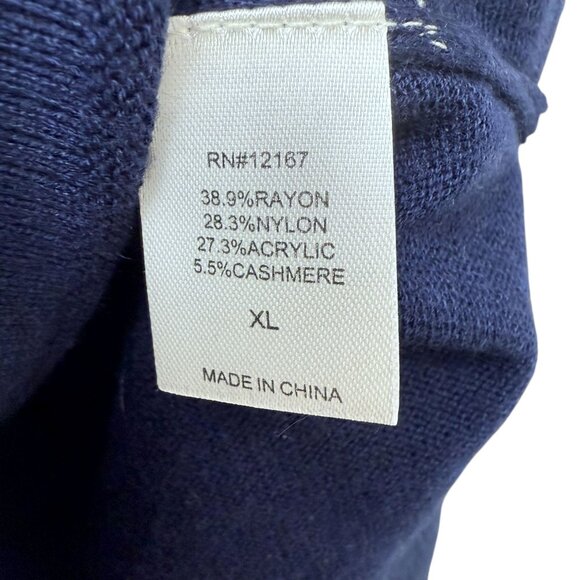 RN#12167
38.9%RAYON
28.3%NYLON
27.3%ACRYLIC
5.5%CASHMERE
XL
MADE IN CHINA